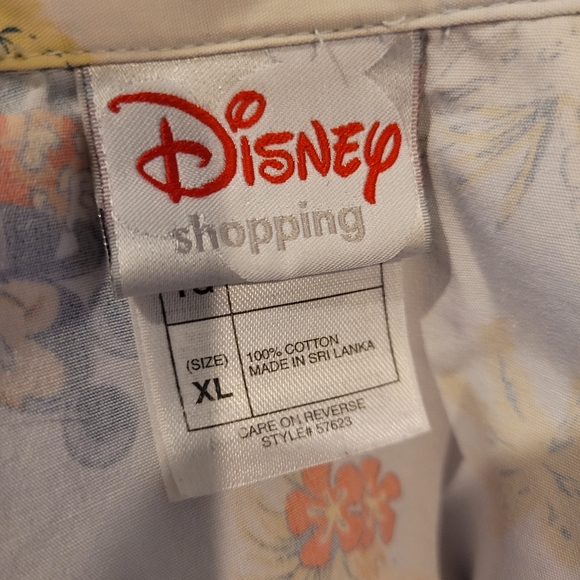 Disney
shopping
(SIZE)
XL
100% COTTON
MADE IN SRI LANKA
CARE ON REVERSE
STYLE# 57623